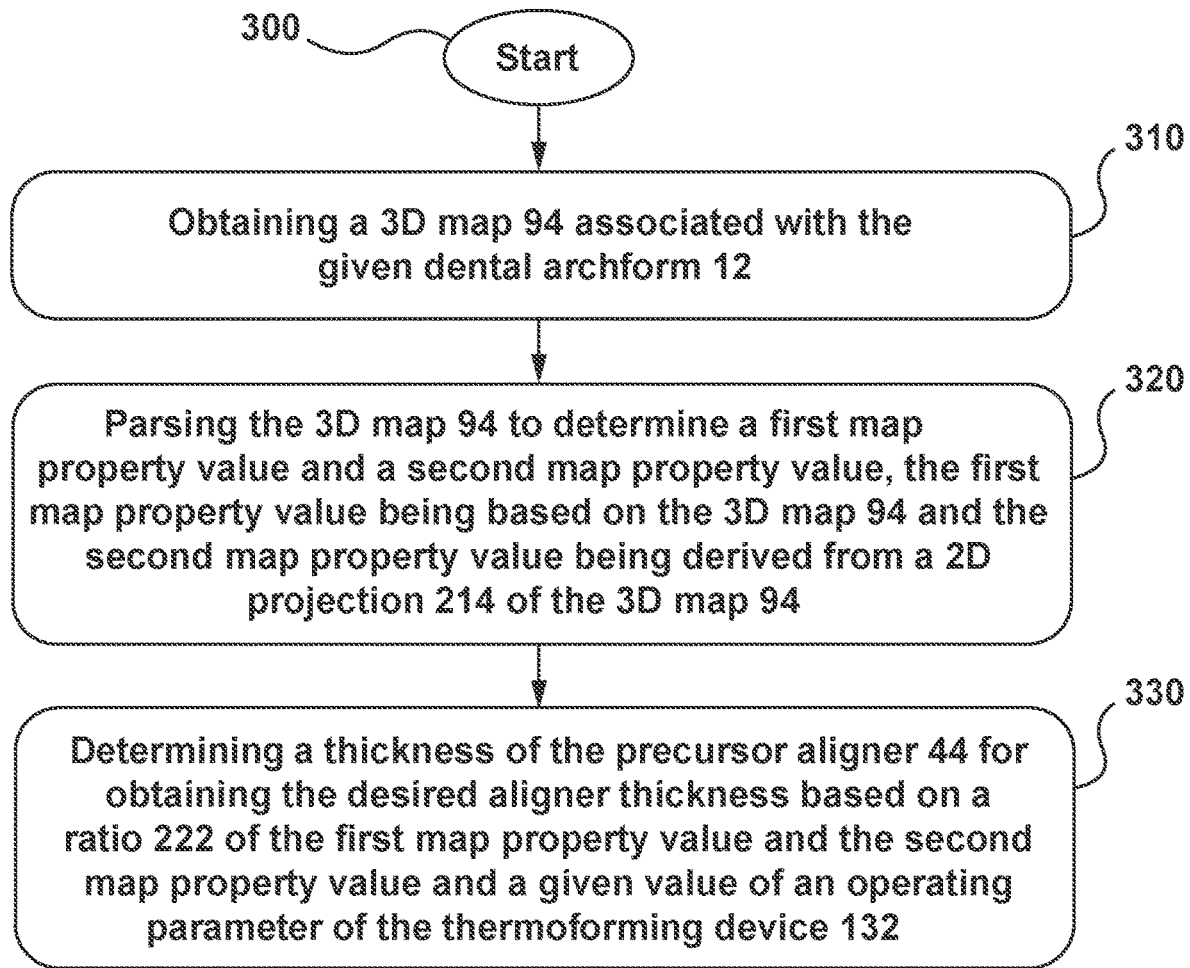 300
Start
310
Obtaining a 3D map 94 associated with the
given dental archform 12
320
Parsing the 3D map 94 to determine a first map
property value and a second map property value, the first
map property value being based on the 3D map 94 and the
second map property value being derived from a 2D
projection 214 of the 3D map 94
330
Determining a thickness of the precursor aligner 44 for
obtaining the desired aligner thickness based on a
ratio 222 of the first map property value and the second
map property value and a given value of an operating
parameter of the thermoforming device 132